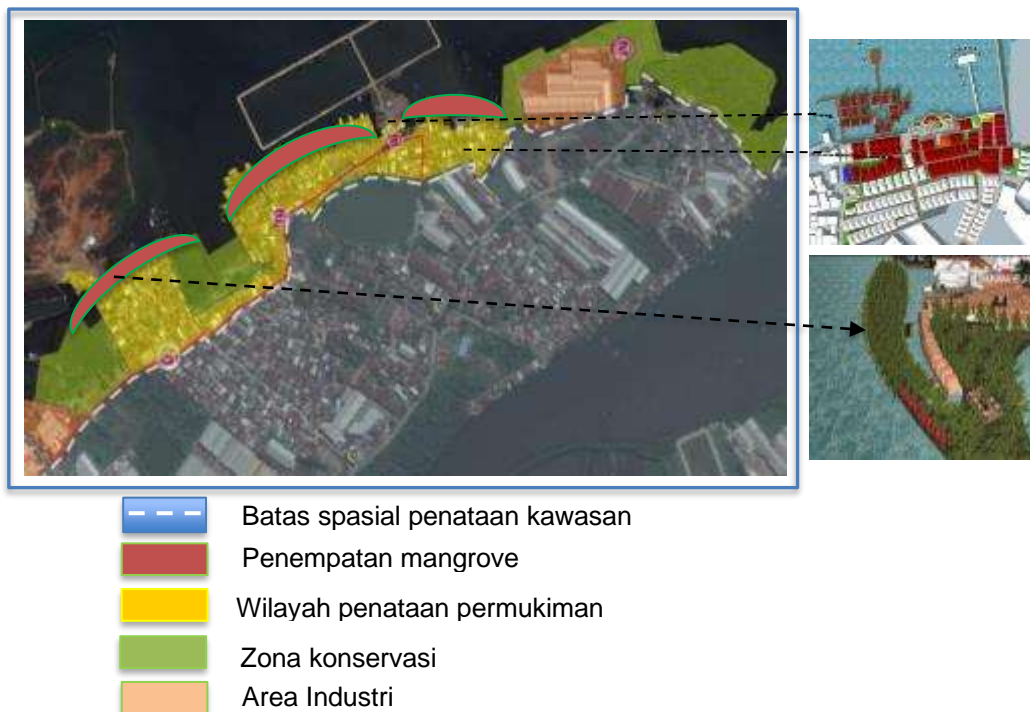 Batas spasial penataan kawasan
Penempatan mangrove
Wilayah penataan permukiman
Zona konservasi
Area Industri